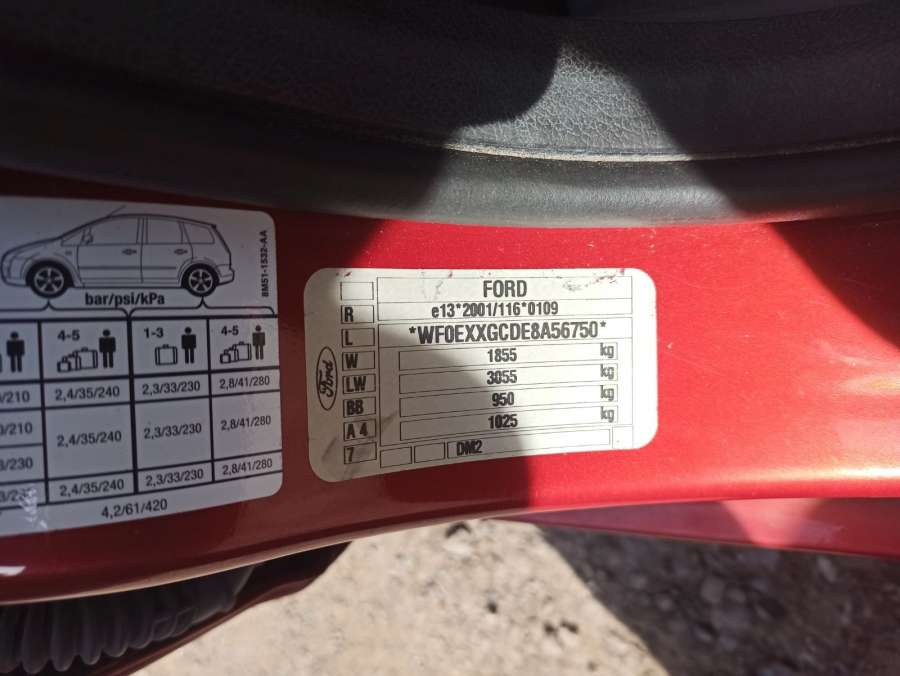 8M51-1532-AA
bar/psi/kPa
4-5 1-3 4-5
/210 2,4/35/240 2,3/33/230 2,8/41/280
/210 2,4/35/240 2,3/33/230 2,8/41/280
/230
2,4/35/240 2,3/33/230 2,8/41/280
4,2/61/420
Ford
FORD
R e13*2001/116*0109
L *WF0EXXGCDE8A56750*
W 1855 kg
LW 3055 kg
BB 950 kg
A 4 1025 kg
7 DM2